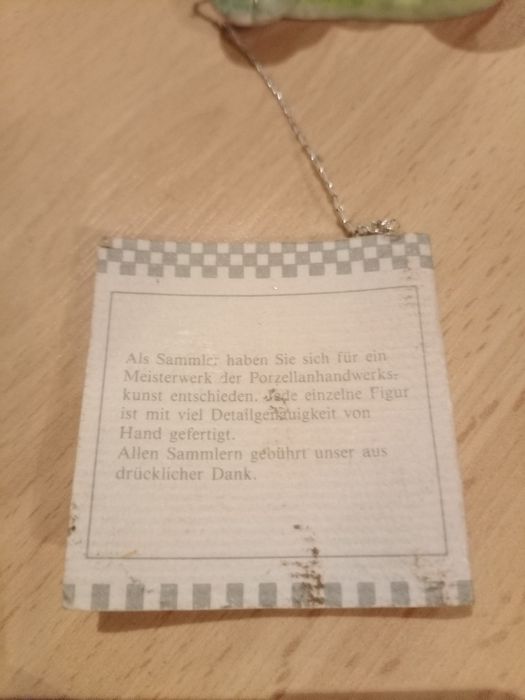 Als Sammler haben Sie sich für ein
Meisterwerk der Porzellanhandwerks-
kunst entschieden. Jede einzelne Figur
ist mit viel Detailgenauigkeit von
Hand gefertigt.
Allen Sammlern gebührt unser aus
drücklicher Dank.